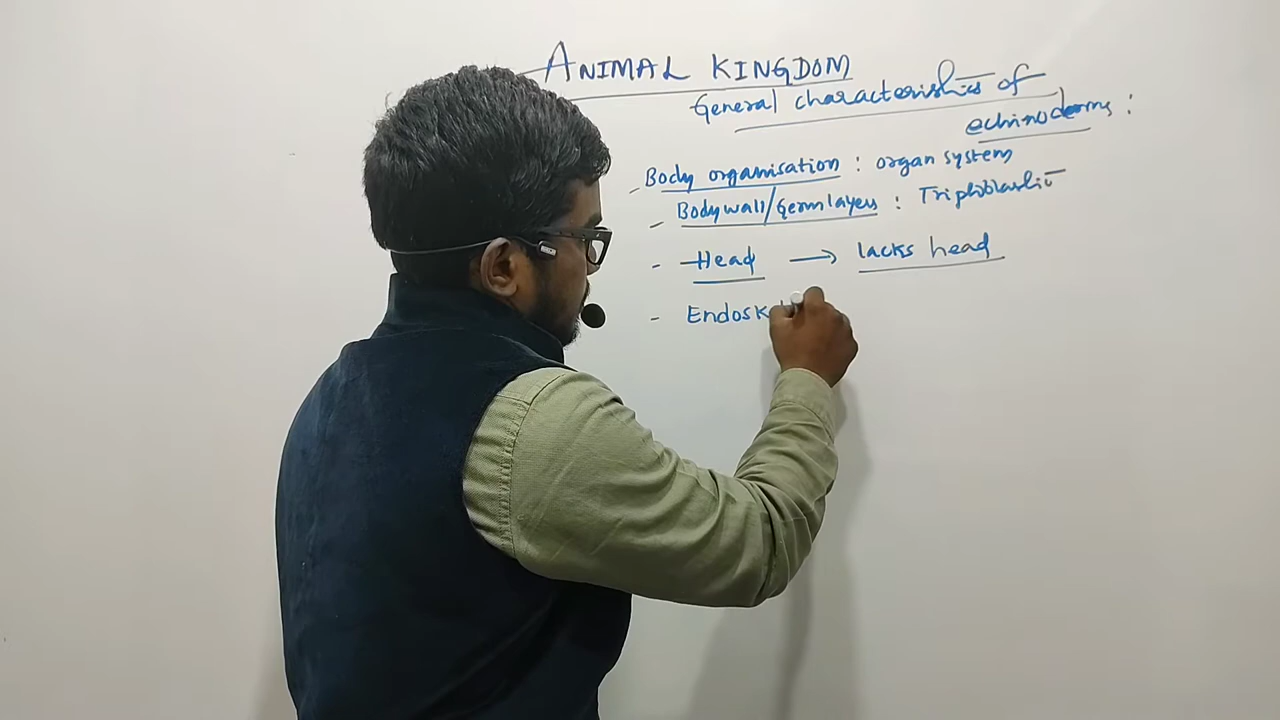 ANIMAL KINGDOM
General characteristics of
echinoderms :
- Body organisation : organ system
- Bodywall/Germlayers : Triploblastic
- Head → lacks head
- Endosk